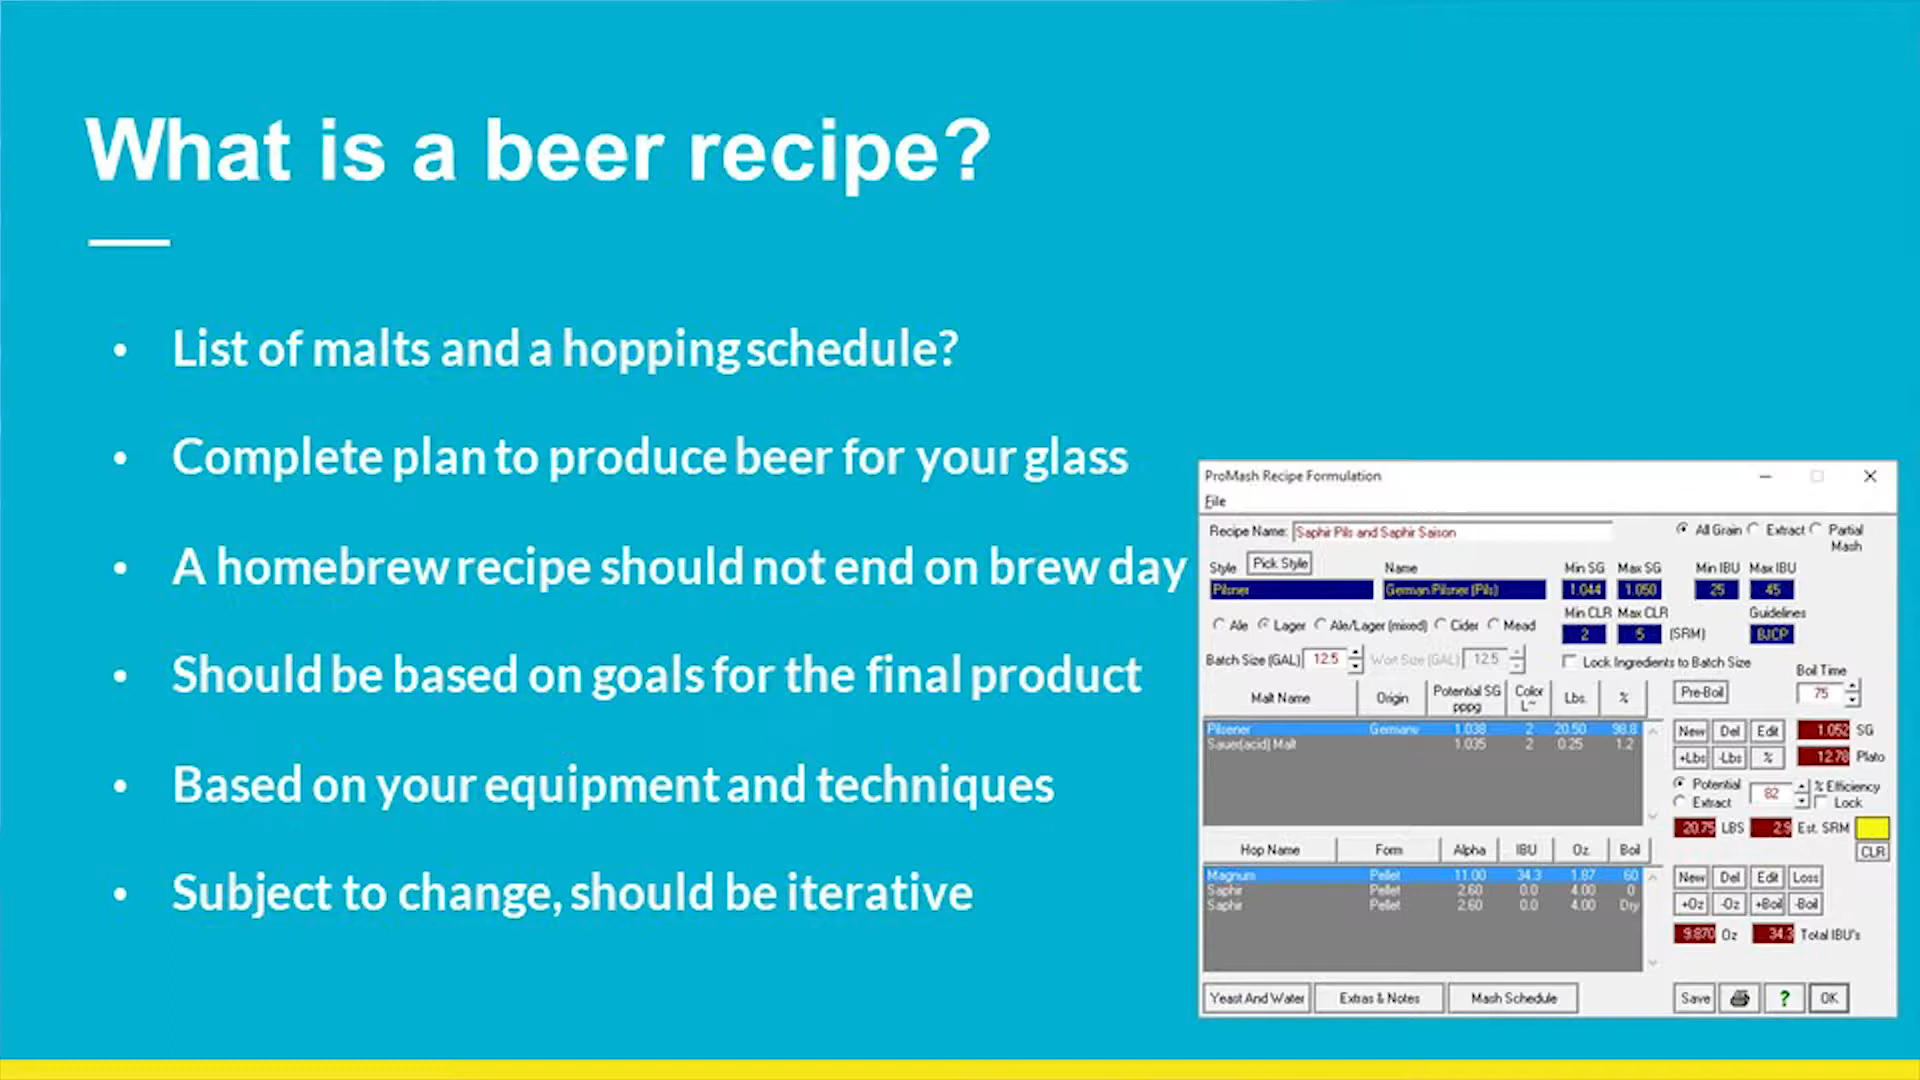 What is a beer recipe?
• List of malts and a hopping schedule?
• Complete plan to produce beer for your glass
• A homebrew recipe should not end on brew day
• Should be based on goals for the final product
• Based on your equipment and techniques
• Subject to change, should be iterative
ProMash Recipe Formulation
File
Recipe Name: Saphir Pils and Saphir Saison
All Grain Extract Partial Mash
Style Pick Style Name Min SG Max SG Min IBU Max IBU
Pilsner German Pilsner (Pils) 1.044 1.050 25 45
Min CLR Max CLR Guidelines
Ale Lager Ale/Lager (mixed) Cider Mead 2 5 (SRM) BJCP
Batch Size (GAL) 12.5 Wort Size (GAL) 12.5 Lock Ingredients to Batch Size
Boil Time
Malt Name Origin Potential SG pppg Color L~ Lbs. % Pre-Boil 75
Pilsener Germany 1.038 2 20.50 98.8 New Del Edit 1.052 SG
Sauer(acid) Malt 1.035 2 0.25 1.2
+Lbs -Lbs % 12.78 Plato
Potential 82 % Efficiency
Extract Lock
20.75 LBS 2.9 Est. SRM
CLR
Hop Name Form Alpha IBU Oz. Boil
Magnum Pellet 11.00 34.3 1.87 60 New Del Edit Loss
Saphir Pellet 2.60 0.0 4.00 0
Saphir Pellet 2.60 0.0 4.00 Dry +Oz -Oz +Boil -Boil
9.870 Oz 34.3 Total IBU's
Yeast And Water Extras & Notes Mash Schedule Save ? OK